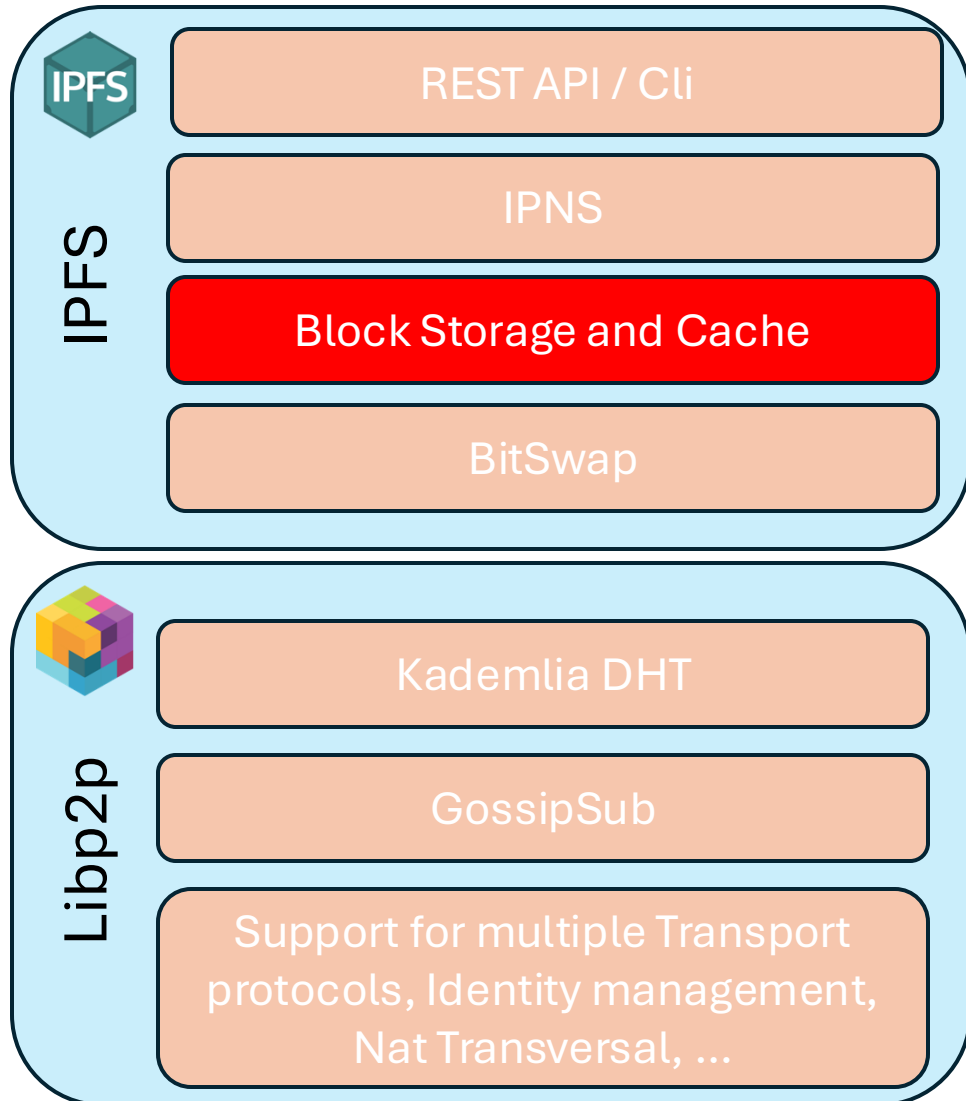 IPFS
REST API / Cli
IPNS
IPFS
Block Storage and Cache
BitSwap
Kademlia DHT
GossipSub
Libp2p
Support for multiple Transport
protocols, Identity management,
Nat Transversal, ...